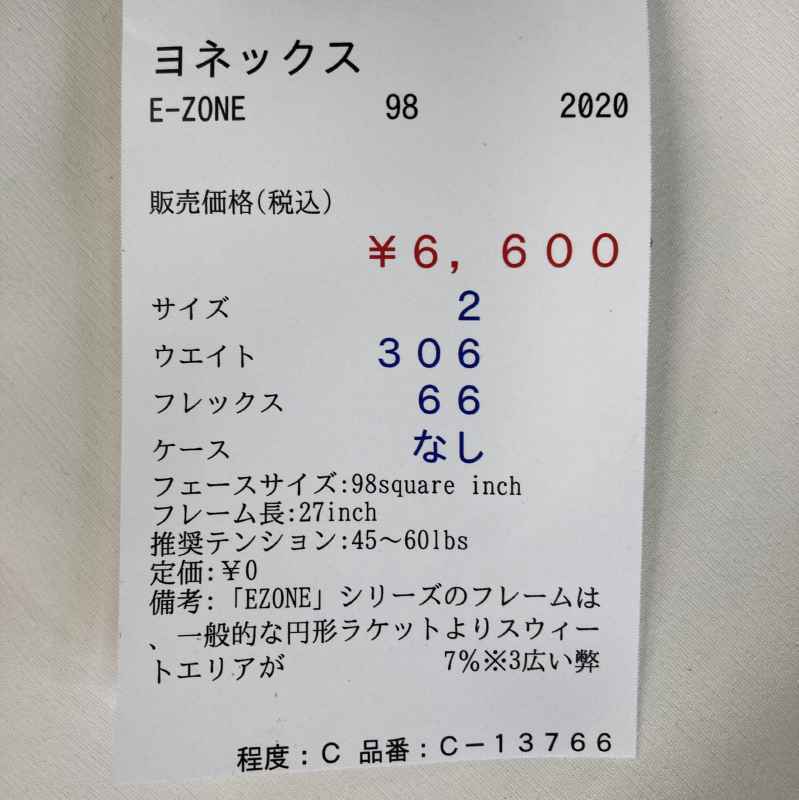 ヨネックス
E-ZONE 98 2020
販売価格(税込)
￥６，６００
サイズ ２
ウエイト ３０６
フレックス ６６
ケース なし
フェースサイズ:98square inch
フレーム長:27inch
推奨テンション:45～60lbs
定価:￥0
備考:「EZONE」シリーズのフレームは
、一般的な円形ラケットよりスウィー
トエリアが 7%※3広い弊
程度：Ｃ 品番：Ｃ－１３７６６